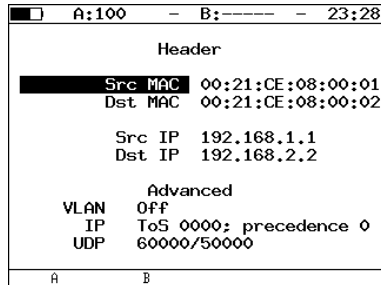 A:100 - B:----- - 23:28
Header
Src MAC 00:21:CE:08:00:01
Dst MAC 00:21:CE:08:00:02
Src IP 192.168.1.1
Dst IP 192.168.2.2
Advanced
VLAN Off
IP ToS 0000; precedence 0
UDP 60000/50000
A B